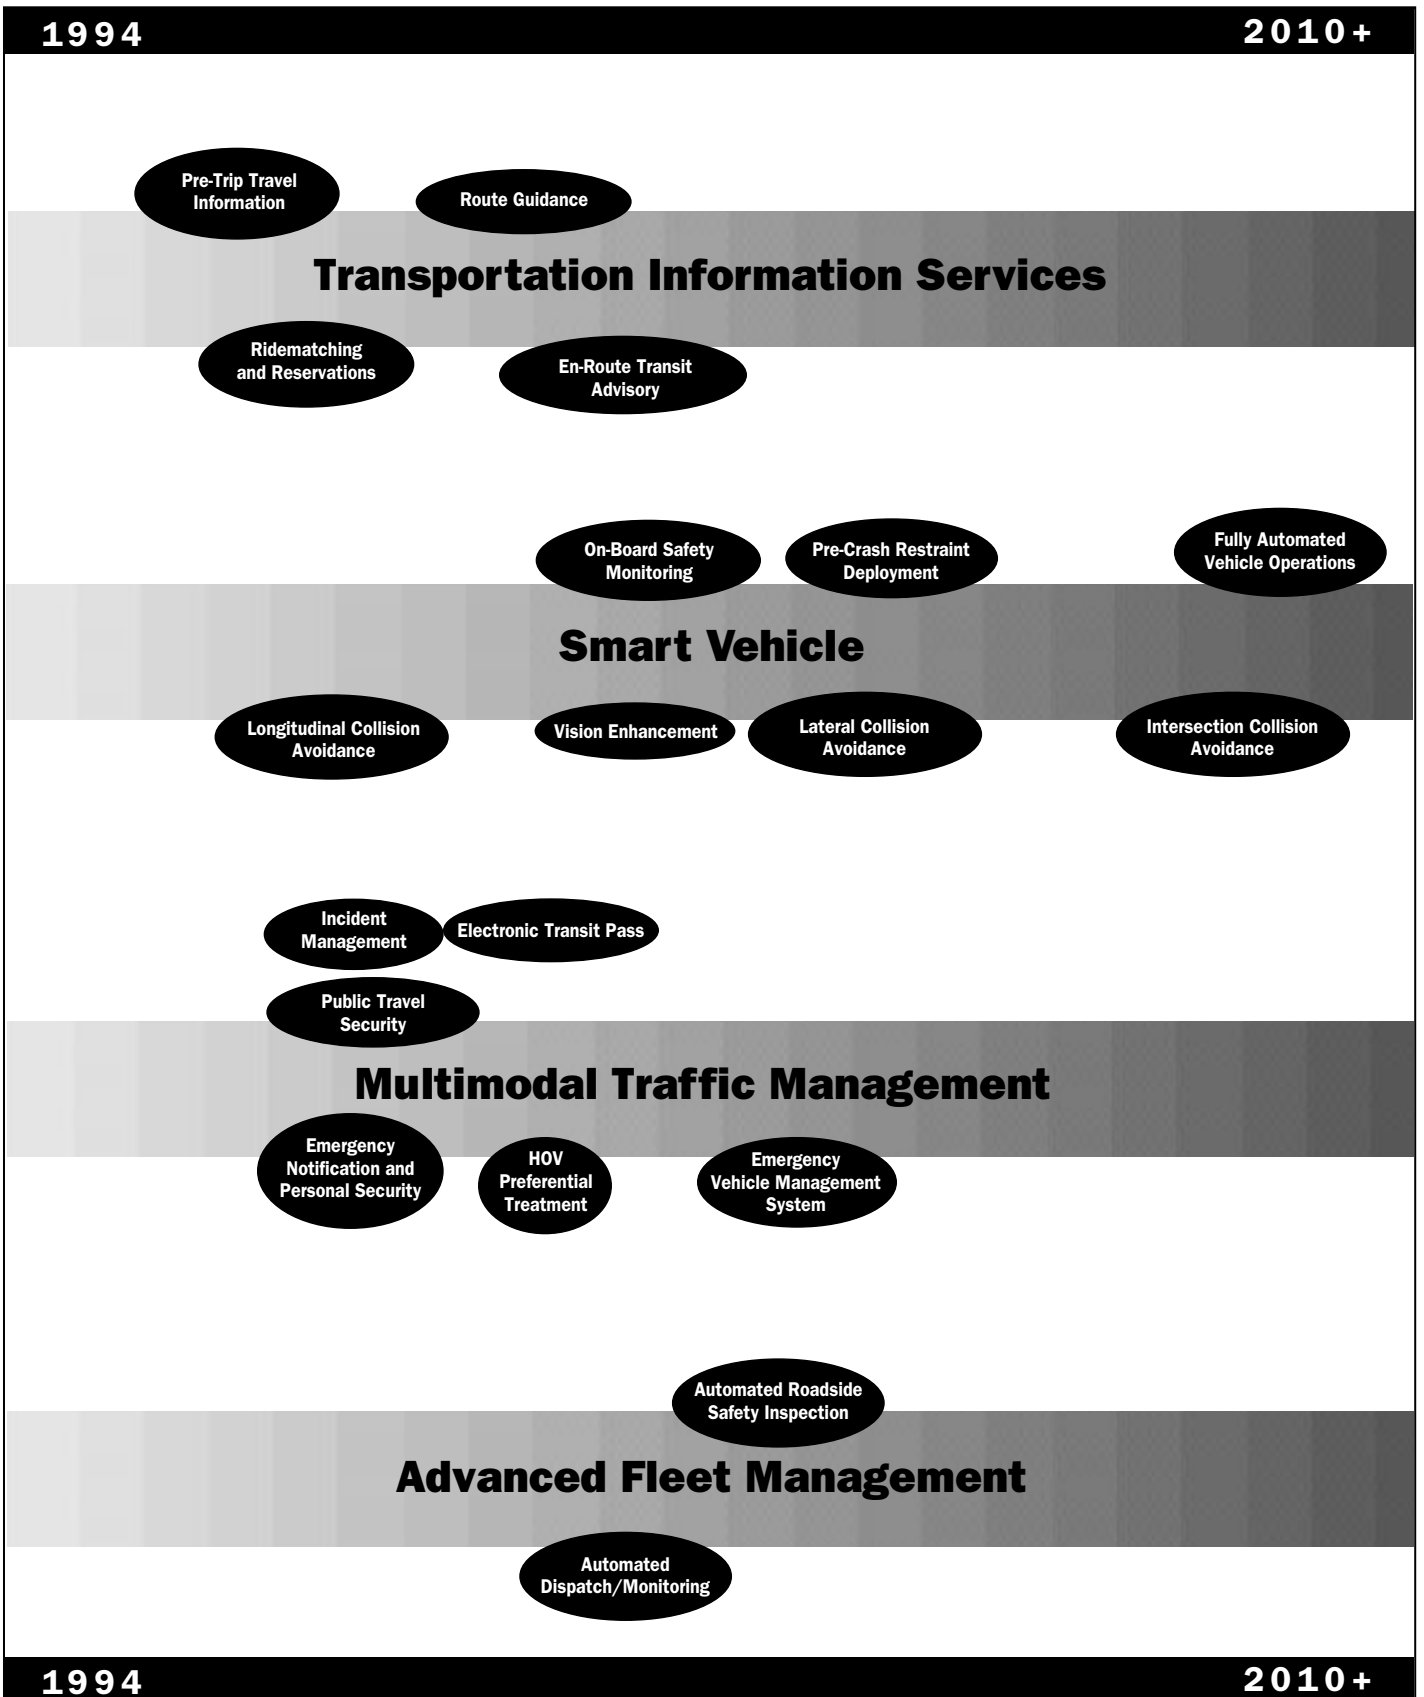 1994
2010+
Pre-Trip Travel
Information
Route Guidance
Transportation Information Services
Ridematching
and Reservations
En-Route Transit
Advisory
On-Board Safety
Monitoring
Pre-Crash Restraint
Deployment
Fully Automated
Vehicle Operations
Smart Vehicle
Longitudinal Collision
Avoidance
Vision Enhancement
Lateral Collision
Avoidance
Intersection Collision
Avoidance
Incident
Management
Electronic Transit Pass
Public Travel
Security
Multimodal Traffic Management
Emergency
Notification and
Personal Security
HOV
Preferential
Treatment
Emergency
Vehicle Management
System
Automated Roadside
Safety Inspection
Advanced Fleet Management
Automated
Dispatch/Monitoring
1994
2010+